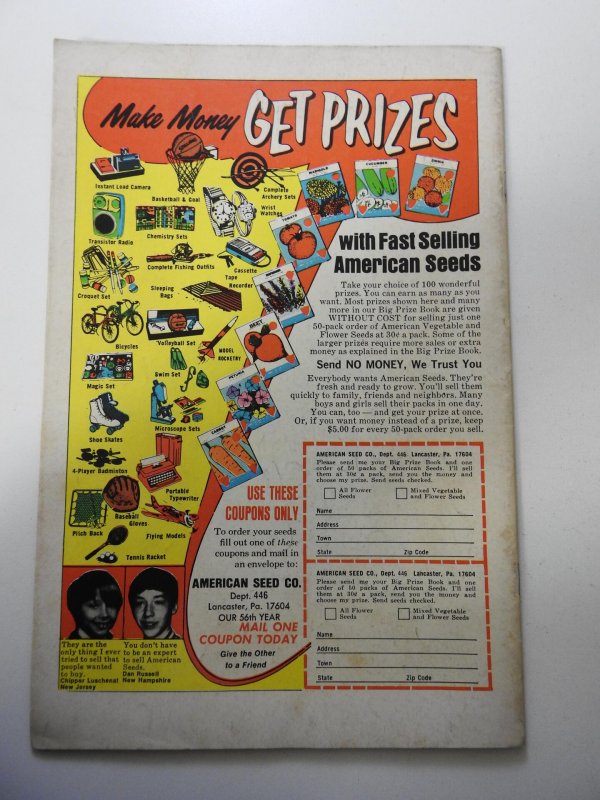 Make Money GET PRIZES
Instant Load Camera
Basketball & Goal
Complete
Archery Sets
Wrist
Watches
Transistor Radio
Chemistry Sets
Complete Fishing Outfits
Cassette
Tape
Recorder
Croquet Set
Sleeping
Bags
Bicycles
Volleyball Set
MODEL
ROCKETRY
Swim Set
Magic Set
Microscope Sets
Shoe Skates
4-Player Badminton
Portable
Typewriter
Baseball
Gloves
Pitch Back
Flying Models
Tennis Racket
MARIGOLD
CUCUMBER
ZINNIA
TOMATO
BEET
PETUNIA
CARROT
with Fast Selling
American Seeds
Take your choice of 100 wonderful
prizes. You can earn as many as you
want. Most prizes shown here and many
more in our Big Prize Book are given
WITHOUT COST for selling just one
50-pack order of American Vegetable and
Flower Seeds at 30¢ a pack. Some of the
larger prizes require more sales or extra
money as explained in the Big Prize Book.
Send NO MONEY, We Trust You
Everybody wants American Seeds. They're
fresh and ready to grow. You'll sell them
quickly to family, friends and neighbors. Many
boys and girls sell their packs in one day.
You can, too — and get your prize at once.
Or, if you want money instead of a prize, keep
$5.00 for every 50-pack order you sell.
USE THESE
COUPONS ONLY
To order your seeds
fill out one of these
coupons and mail in
an envelope to:
AMERICAN SEED CO.
Dept. 446
Lancaster, Pa. 17604
OUR 56th YEAR
MAIL ONE
COUPON TODAY
Give the Other
to a Friend
They are the
only thing I ever
tried to sell that
people wanted
to buy.
Chipper Luschenat
New Jersey
You don't have
to be an expert
to sell American
Seeds.
Dan Russell
New Hampshire
AMERICAN SEED CO., Dept. 446 Lancaster, Pa. 17604
Please send me your Big Prize Book and one
order of 50 packs of American Seeds. I'll sell
them at 30¢ a pack, send you the money and
choose my prize. Send seeds checked.
All Flower
Seeds
Mixed Vegetable
and Flower Seeds
Name
Address
Town
State Zip Code
AMERICAN SEED CO., Dept. 446 Lancaster, Pa. 17604
Please send me your Big Prize Book and one
order of 50 packs of American Seeds. I'll sell
them at 30¢ a pack, send you the money and
choose my prize. Send seeds checked.
All Flower
Seeds
Mixed Vegetable
and Flower Seeds
Name
Address
Town
State Zip Code